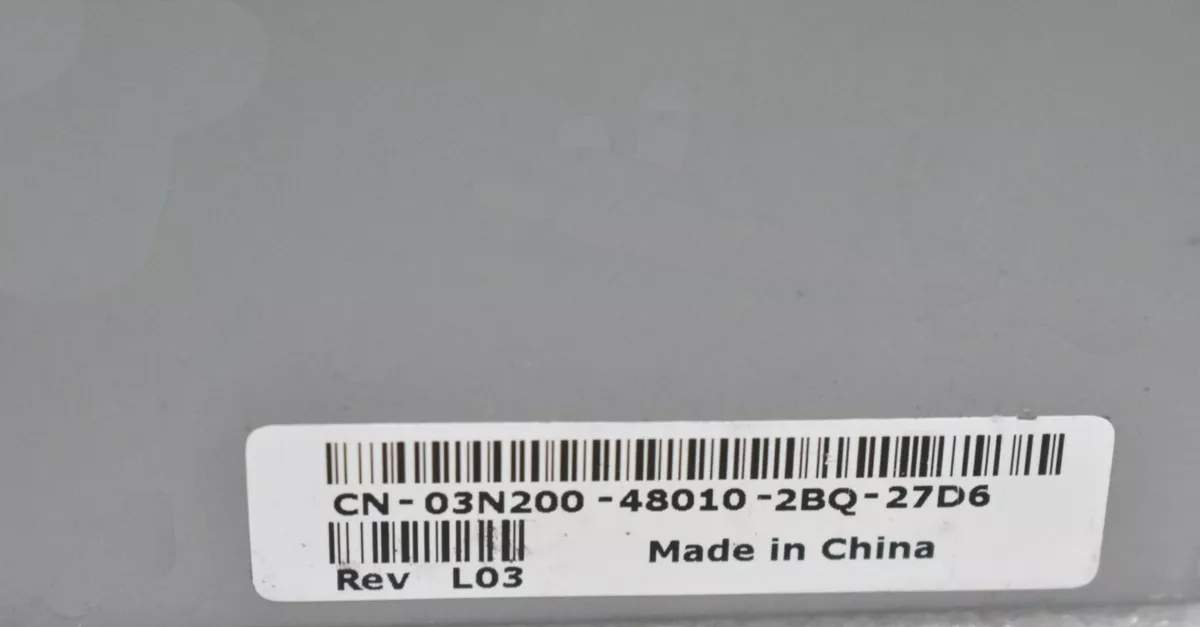 CN-03N200-48010-2BQ-27D6
Rev L03
Made in China